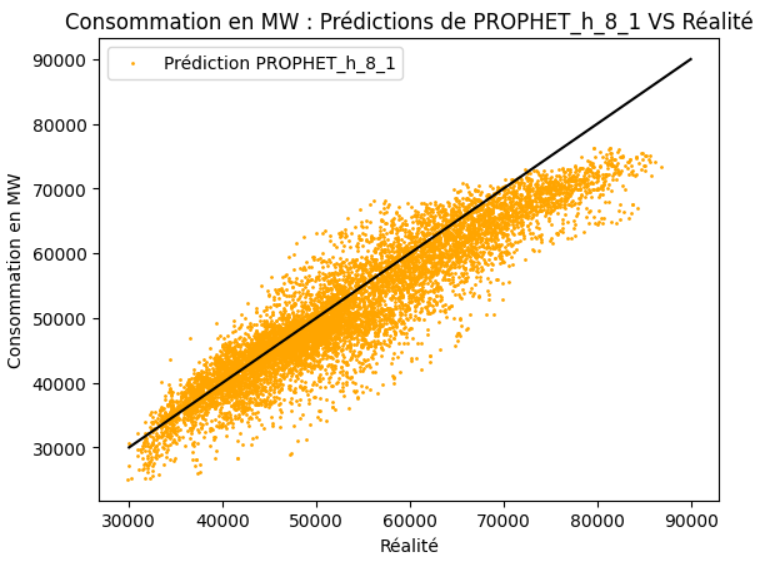 Consommation en MW : Prédictions de PROPHET_h_8_1 VS Réalité
Prédiction PROPHET_h_8_1
90000
80000
70000
60000
50000
40000
30000
Consommation en MW
30000 40000 50000 60000 70000 80000 90000
Réalité